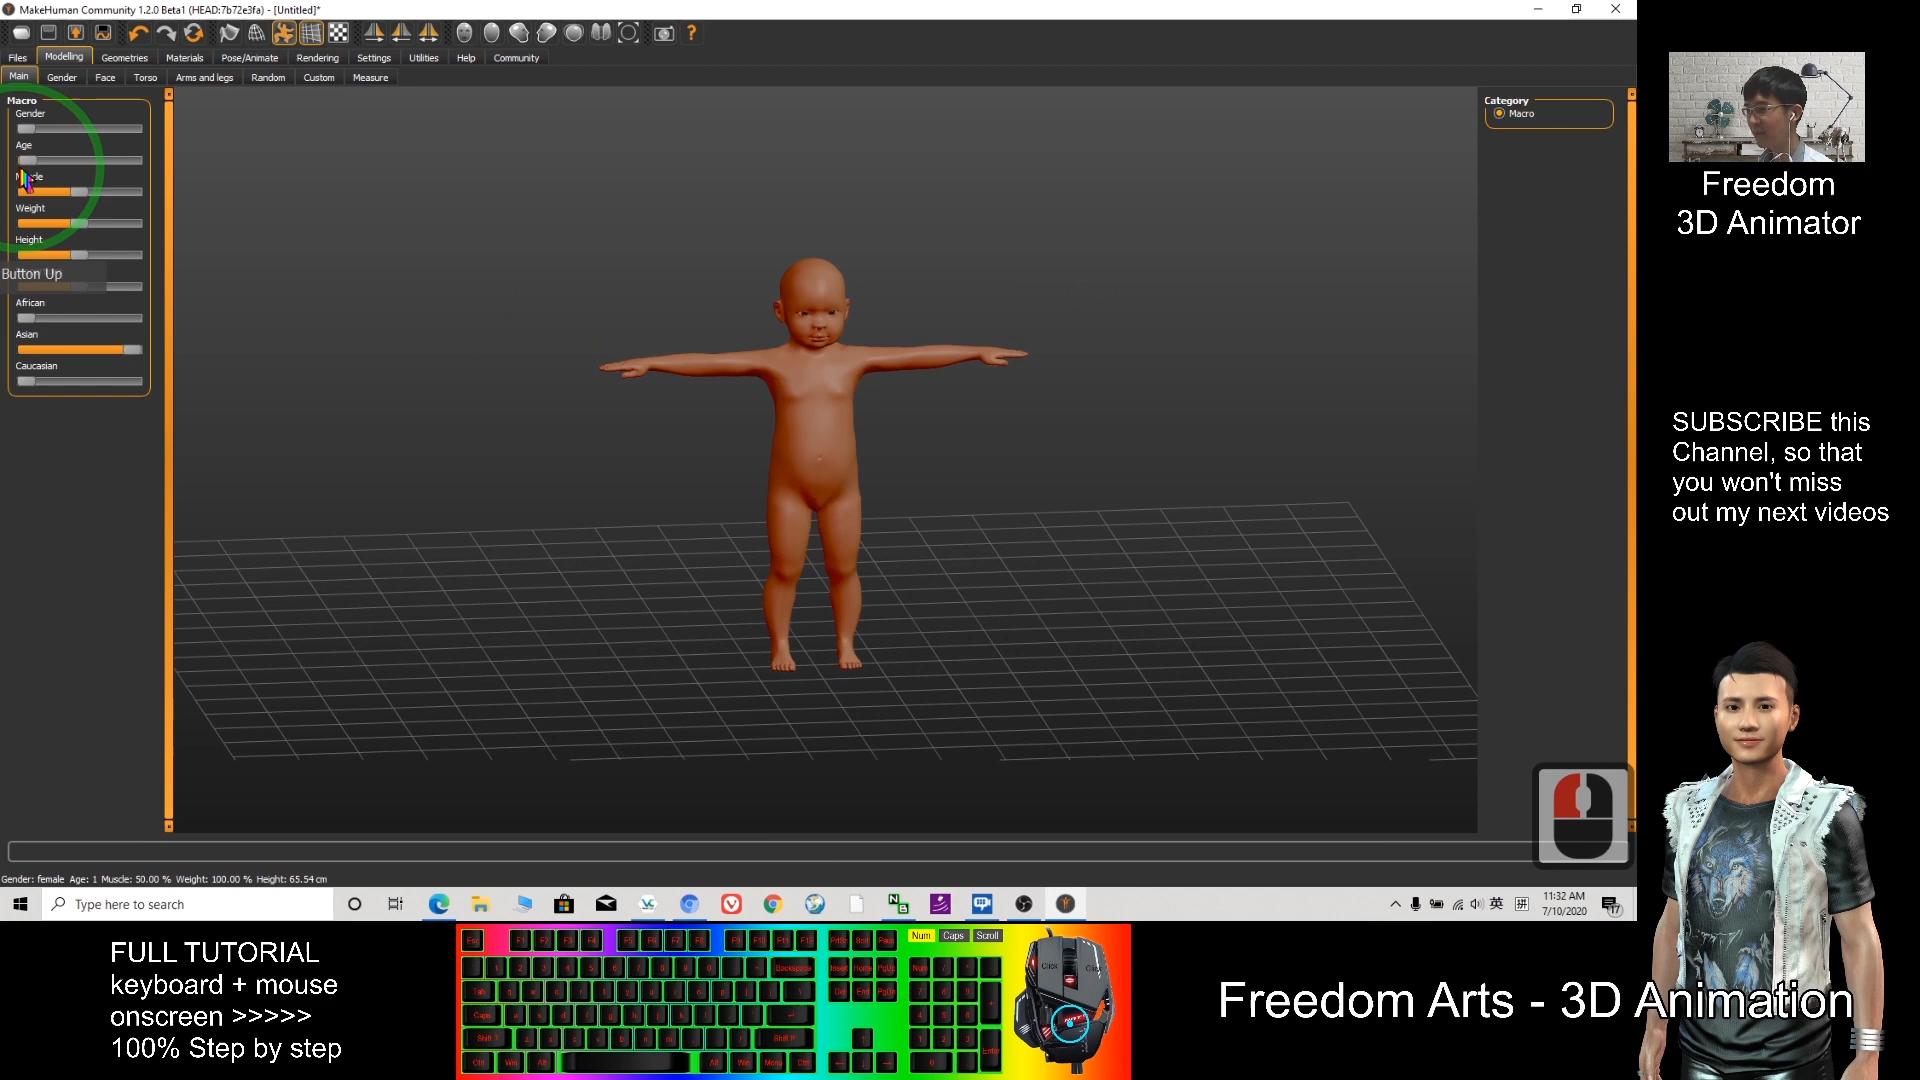 MakeHuman Community 1.2.0 Beta1 (HEAD:7b72e3fa) - [Untitled]*
Files Modelling Geometries Materials Pose/Animate Rendering Settings Utilities Help Community
Main Gender Face Torso Arms and legs Random Custom Measure
Macro
Gender
Age
Weight
Height
Button Up
African
Asian
Caucasian
Category
Macro
Gender: female Age: 1 Muscle: 50.00 % Weight: 100.00 % Height: 65.54 cm
Type here to search
英
拼
11:32 AM
7/10/2020
17
Freedom
3D Animator
SUBSCRIBE this
Channel, so that
you won't miss
out my next videos
FULL TUTORIAL
keyboard + mouse
onscreen >>>>>
100% Step by step
Num Caps Scroll
Click
Freedom Arts - 3D Animation